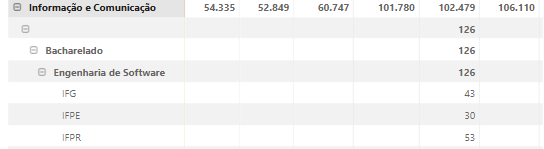 Informação e Comunicação 54.335 52.849 60.747 101.780 102.479 106.110
126
Bacharelado 126
Engenharia de Software 126
IFG 43
IFPE 30
IFPR 53